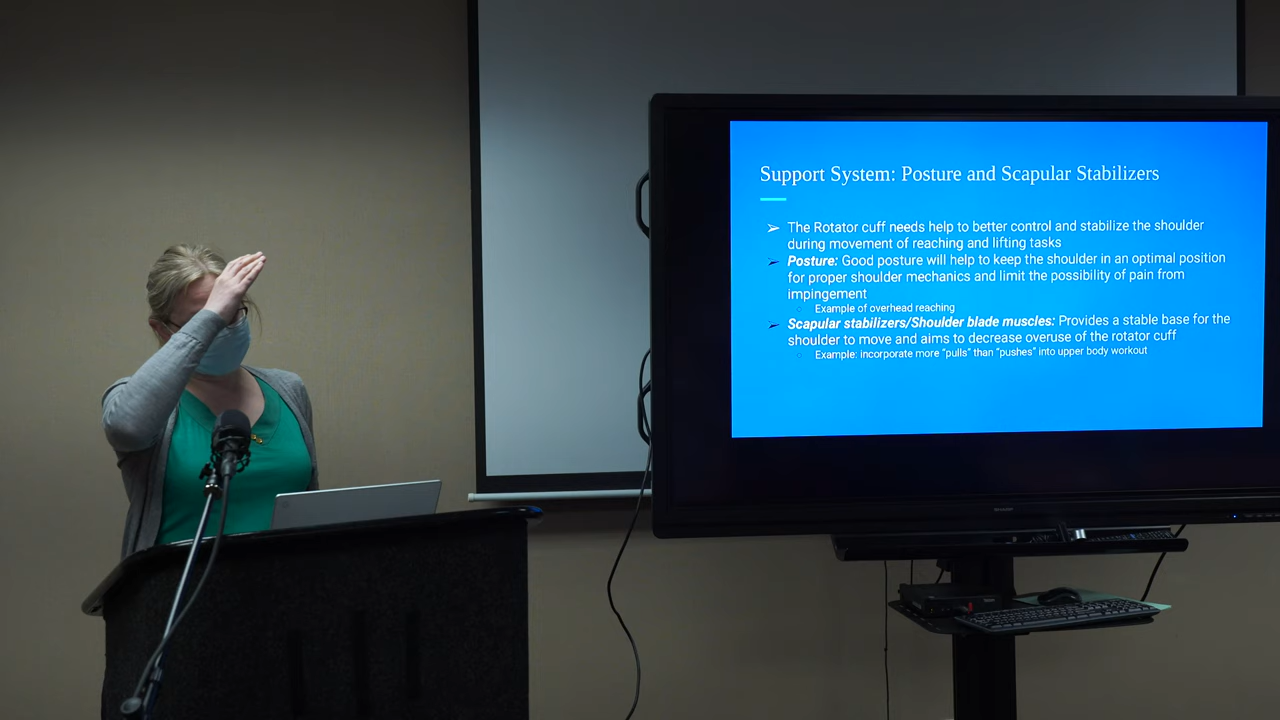 Support System: Posture and Scapular Stabilizers
➢ The Rotator cuff needs help to better control and stabilize the shoulder
during movement of reaching and lifting tasks
➢ Posture: Good posture will help to keep the shoulder in an optimal position
for proper shoulder mechanics and limit the possibility of pain from
impingement
○ Example of overhead reaching
➢ Scapular stabilizers/Shoulder blade muscles: Provides a stable base for the
shoulder to move and aims to decrease overuse of the rotator cuff
○ Example: incorporate more "pulls" than "pushes" into upper body workout
SHARP